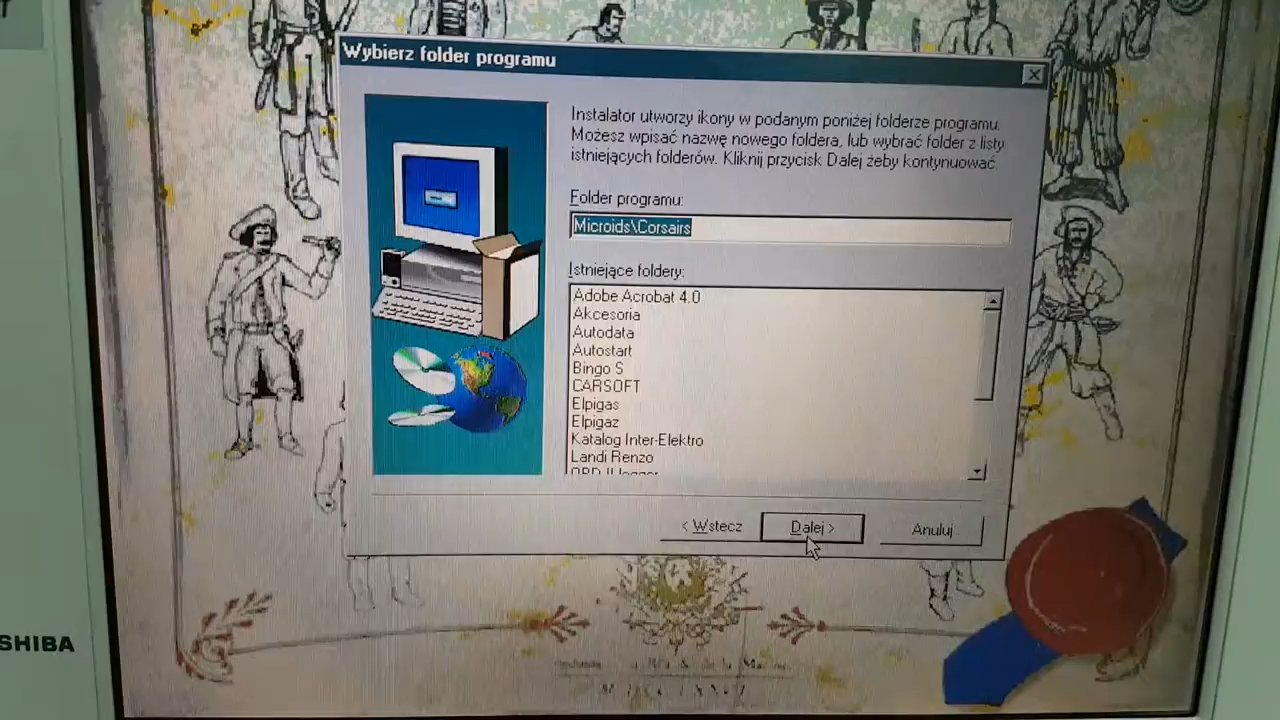 Wybierz folder programu
Instalator utworzy ikony w podanym poniżej folderze programu.
Możesz wpisać nazwę nowego foldera, lub wybrać folder z listy
istniejących folderów. Kliknij przycisk Dalej żeby kontynuować.
Folder programu:
Microids\Corsairs
Istniejące foldery:
Adobe Acrobat 4.0
Akcesoria
Autodata
Autostart
Bingo S
CARSOFT
Elpigas
Elpigaz
Katalog Inter-Elektro
Landi Renzo
< Wstecz
Dalej >
Anuluj
SHIBA